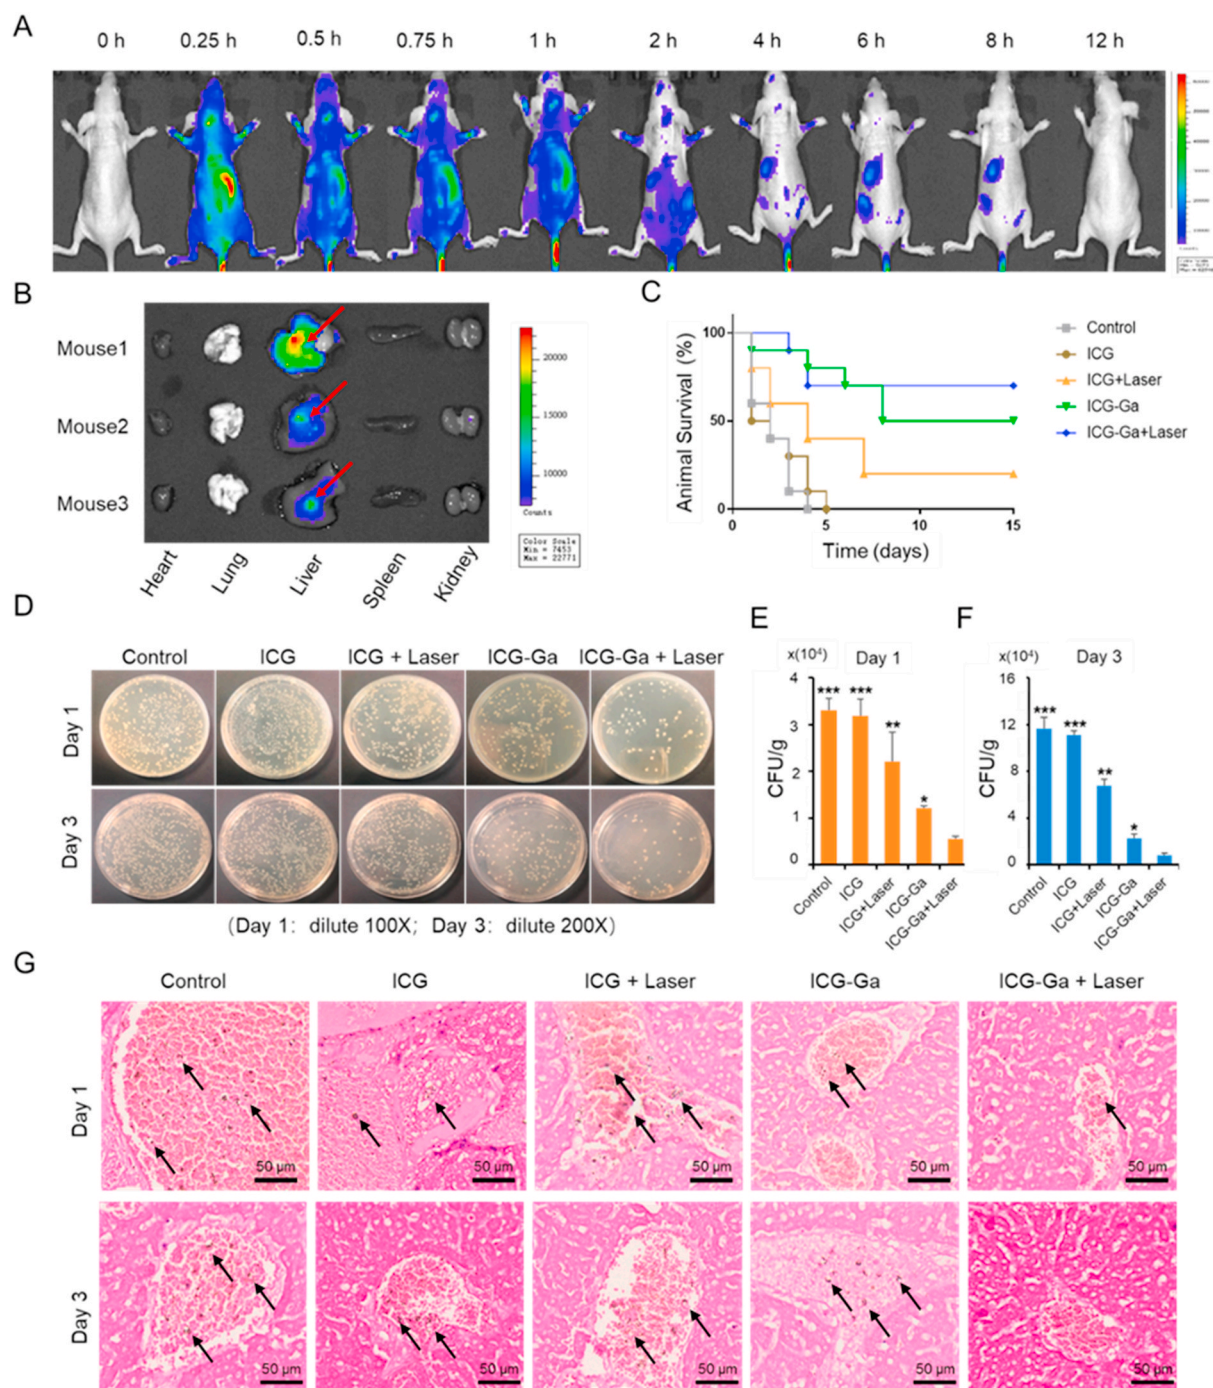 A
0 h 0.25 h 0.5 h 0.75 h 1 h 2 h 4 h 6 h 8 h 12 h
B
Mouse1
Mouse2
Mouse3
20000
15000
10000
Counts
Color Scale
Min = 7453
Max = 22771
Heart Lung Liver Spleen Kidney
C
Animal Survival (%)
100
50
0
0 5 10 15
Time (days)
Control
ICG
ICG+Laser
ICG-Ga
ICG-Ga+Laser
D
Control ICG ICG + Laser ICG-Ga ICG-Ga + Laser
Day 1
Day 3
(Day 1: dilute 100X; Day 3: dilute 200X)
E
x(10⁴) Day 1
CFU/g
4
3
2
1
0
*** *** ** *
Control ICG ICG+Laser ICG-Ga ICG-Ga+Laser
F
x(10⁴) Day 3
CFU/g
16
12
8
4
0
*** *** ** *
Control ICG ICG+Laser ICG-Ga ICG-Ga+Laser
G
Control ICG ICG + Laser ICG-Ga ICG-Ga + Laser
Day 1
50 μm 50 μm 50 μm 50 μm 50 μm
Day 3
50 μm 50 μm 50 μm 50 μm 50 μm